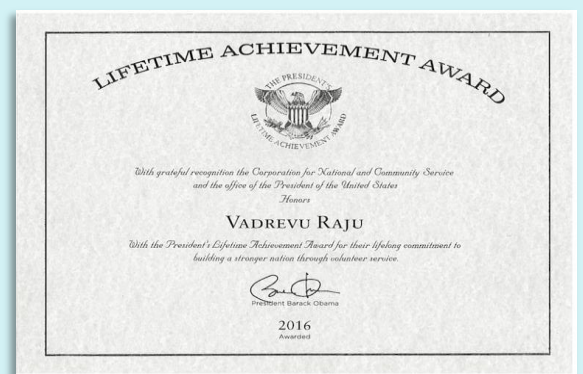 LIFETIME ACHIEVEMENT AWARD
THE PRESIDENT'S
LIFETIME ACHIEVEMENT AWARD
With grateful recognition the Corporation for National and Community Service
and the office of the President of the United States
Honors
VADREVU RAJU
With the President's Lifetime Achievement Award for their lifelong commitment to
building a stronger nation through volunteer service.
President Barack Obama
2016
Awarded